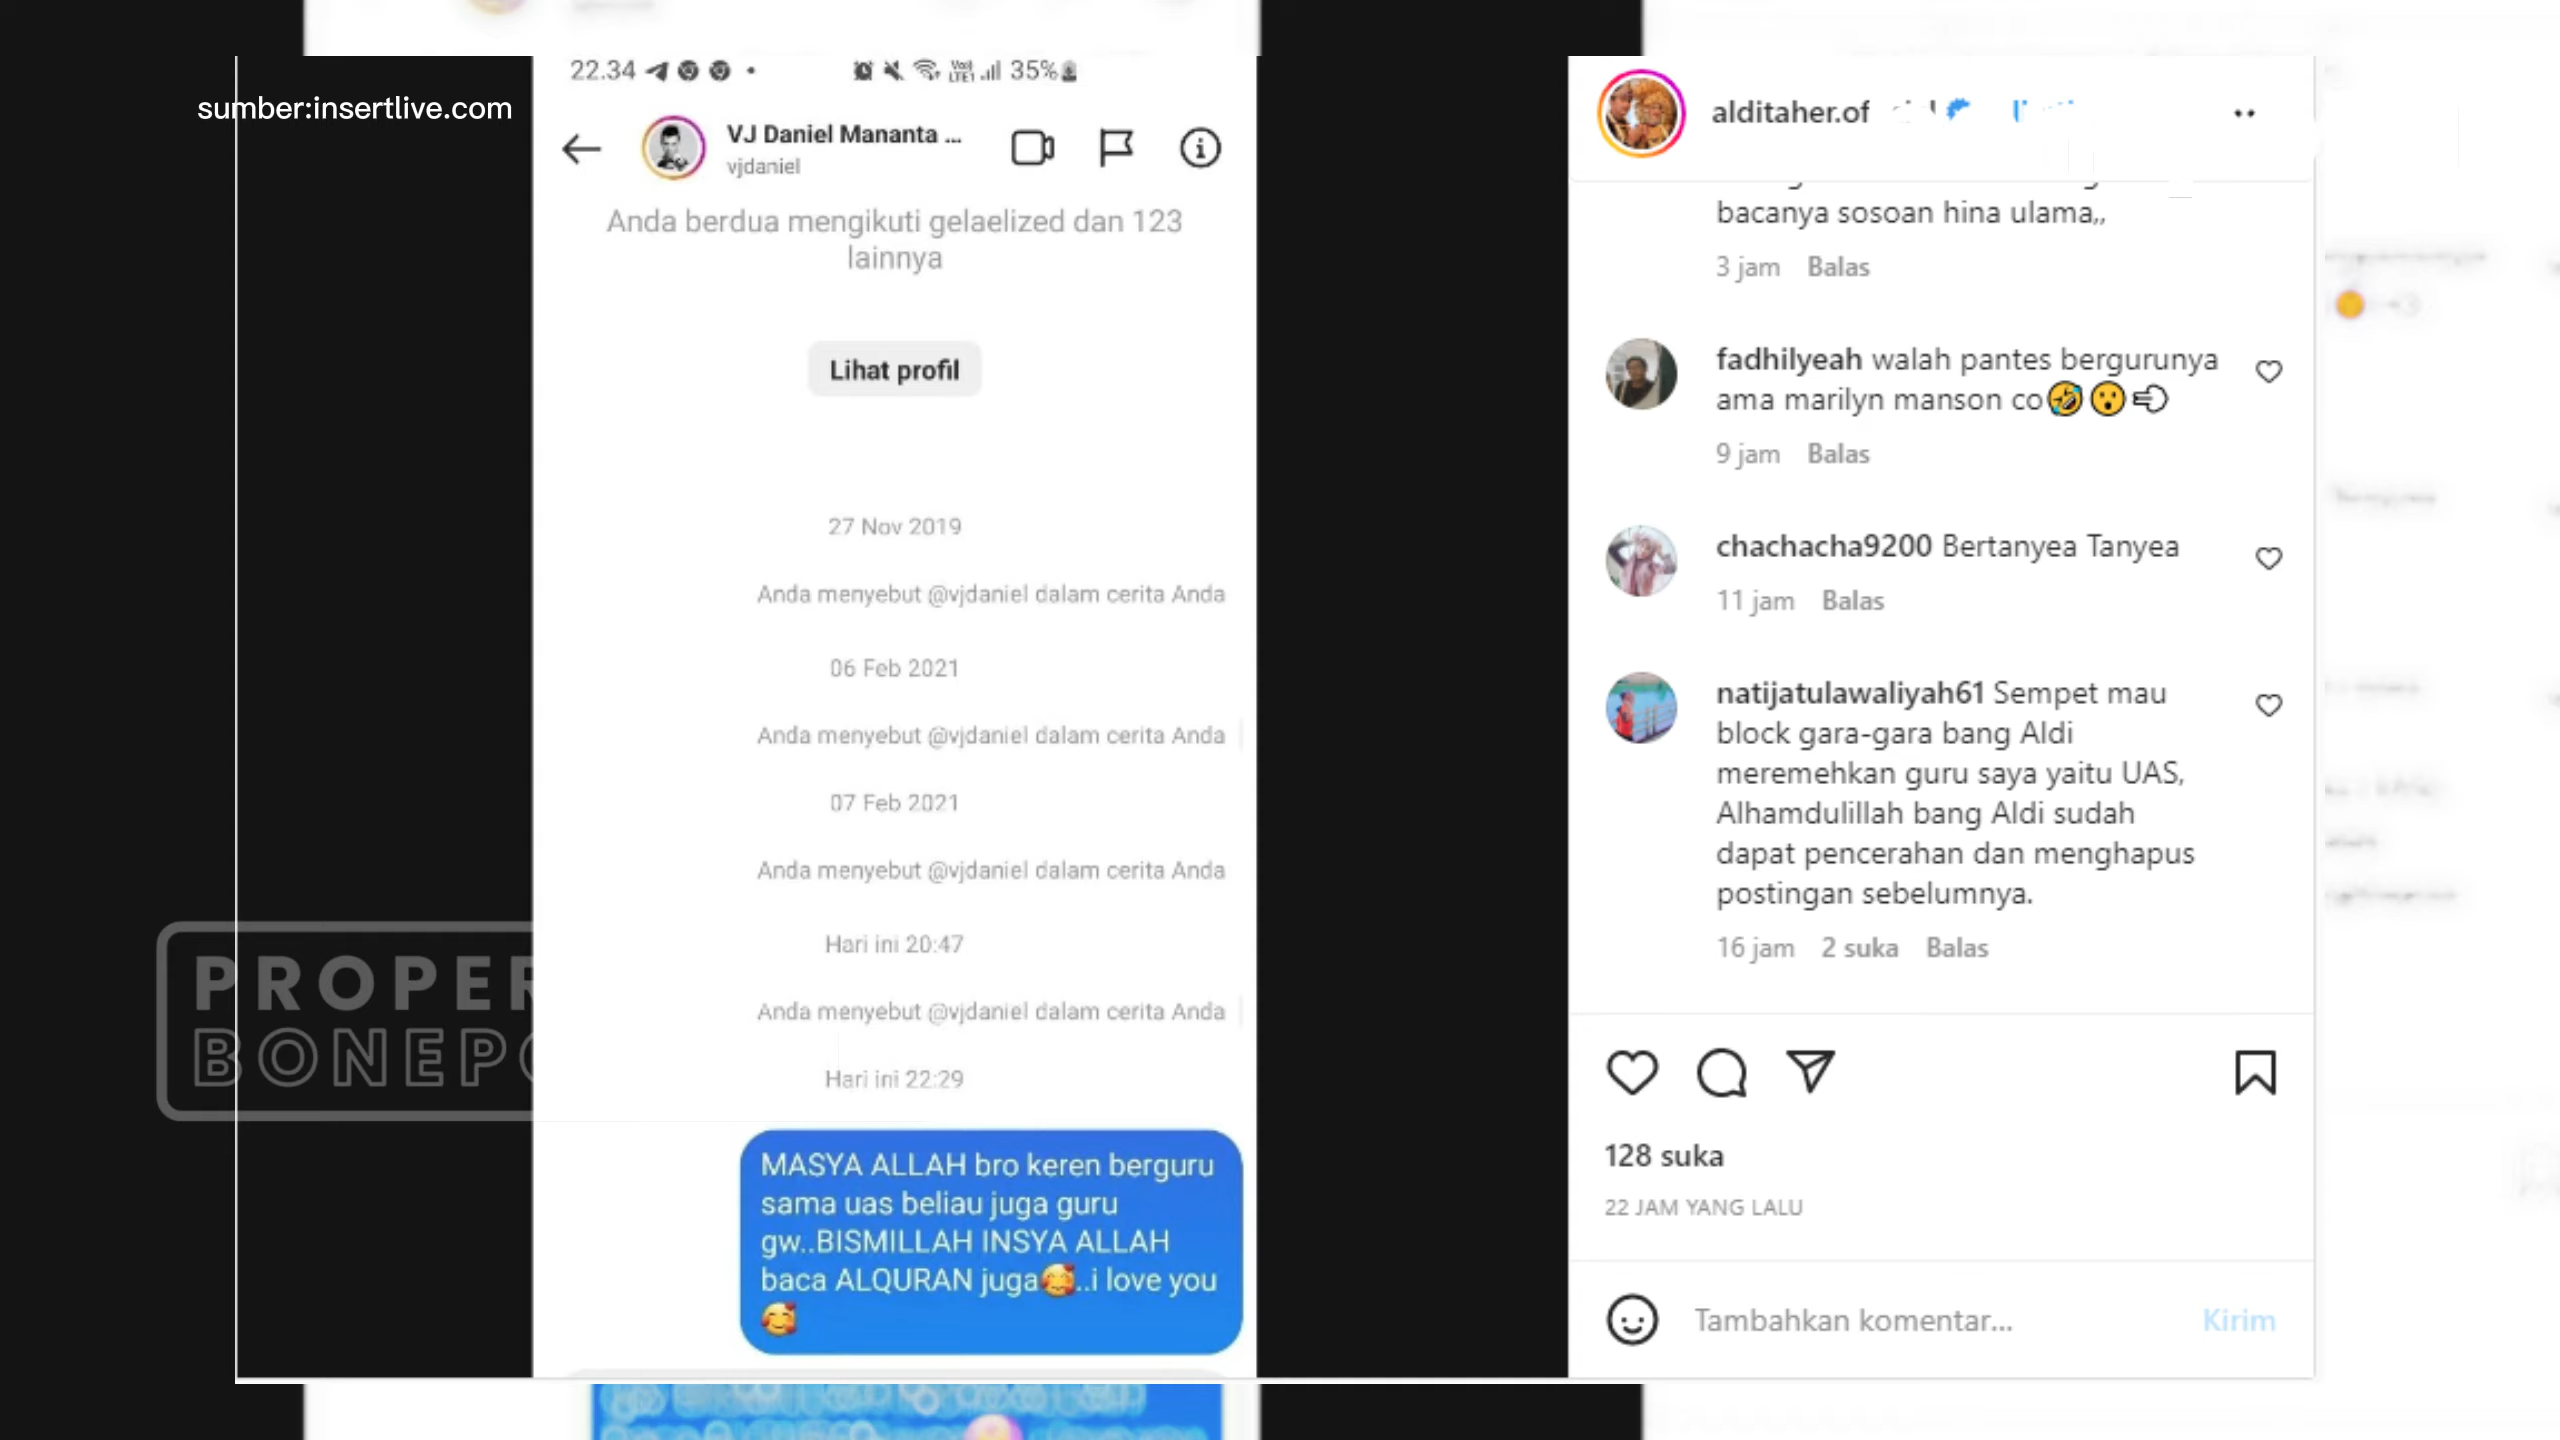 sumber:insertlive.com
22.34
35%
VJ Daniel Mananta ...
vjdaniel
Anda berdua mengikuti gelaelized dan 123
lainnya
Lihat profil
27 Nov 2019
Anda menyebut @vjdaniel dalam cerita Anda
06 Feb 2021
Anda menyebut @vjdaniel dalam cerita Anda
07 Feb 2021
Anda menyebut @vjdaniel dalam cerita Anda
Hari ini 20:47
Anda menyebut @vjdaniel dalam cerita Anda
Hari ini 22:29
MASYA ALLAH bro keren berguru
sama uas beliau juga guru
gw..BISMILLAH INSYA ALLAH
baca ALQURAN juga🥰..i love you
🥰
PROPER
BONEPO
alditaher.of
bacanya sosoan hina ulama,,
3 jam Balas
fadhilyeah walah pantes bergurunya
ama marilyn manson co🤣😮💨
9 jam Balas
chachacha9200 Bertanyea Tanyea
11 jam Balas
natijatulawaliyah61 Sempet mau
block gara-gara bang Aldi
meremehkan guru saya yaitu UAS,
Alhamdulillah bang Aldi sudah
dapat pencerahan dan menghapus
postingan sebelumnya.
16 jam 2 suka Balas
128 suka
22 JAM YANG LALU
Tambahkan komentar...
Kirim